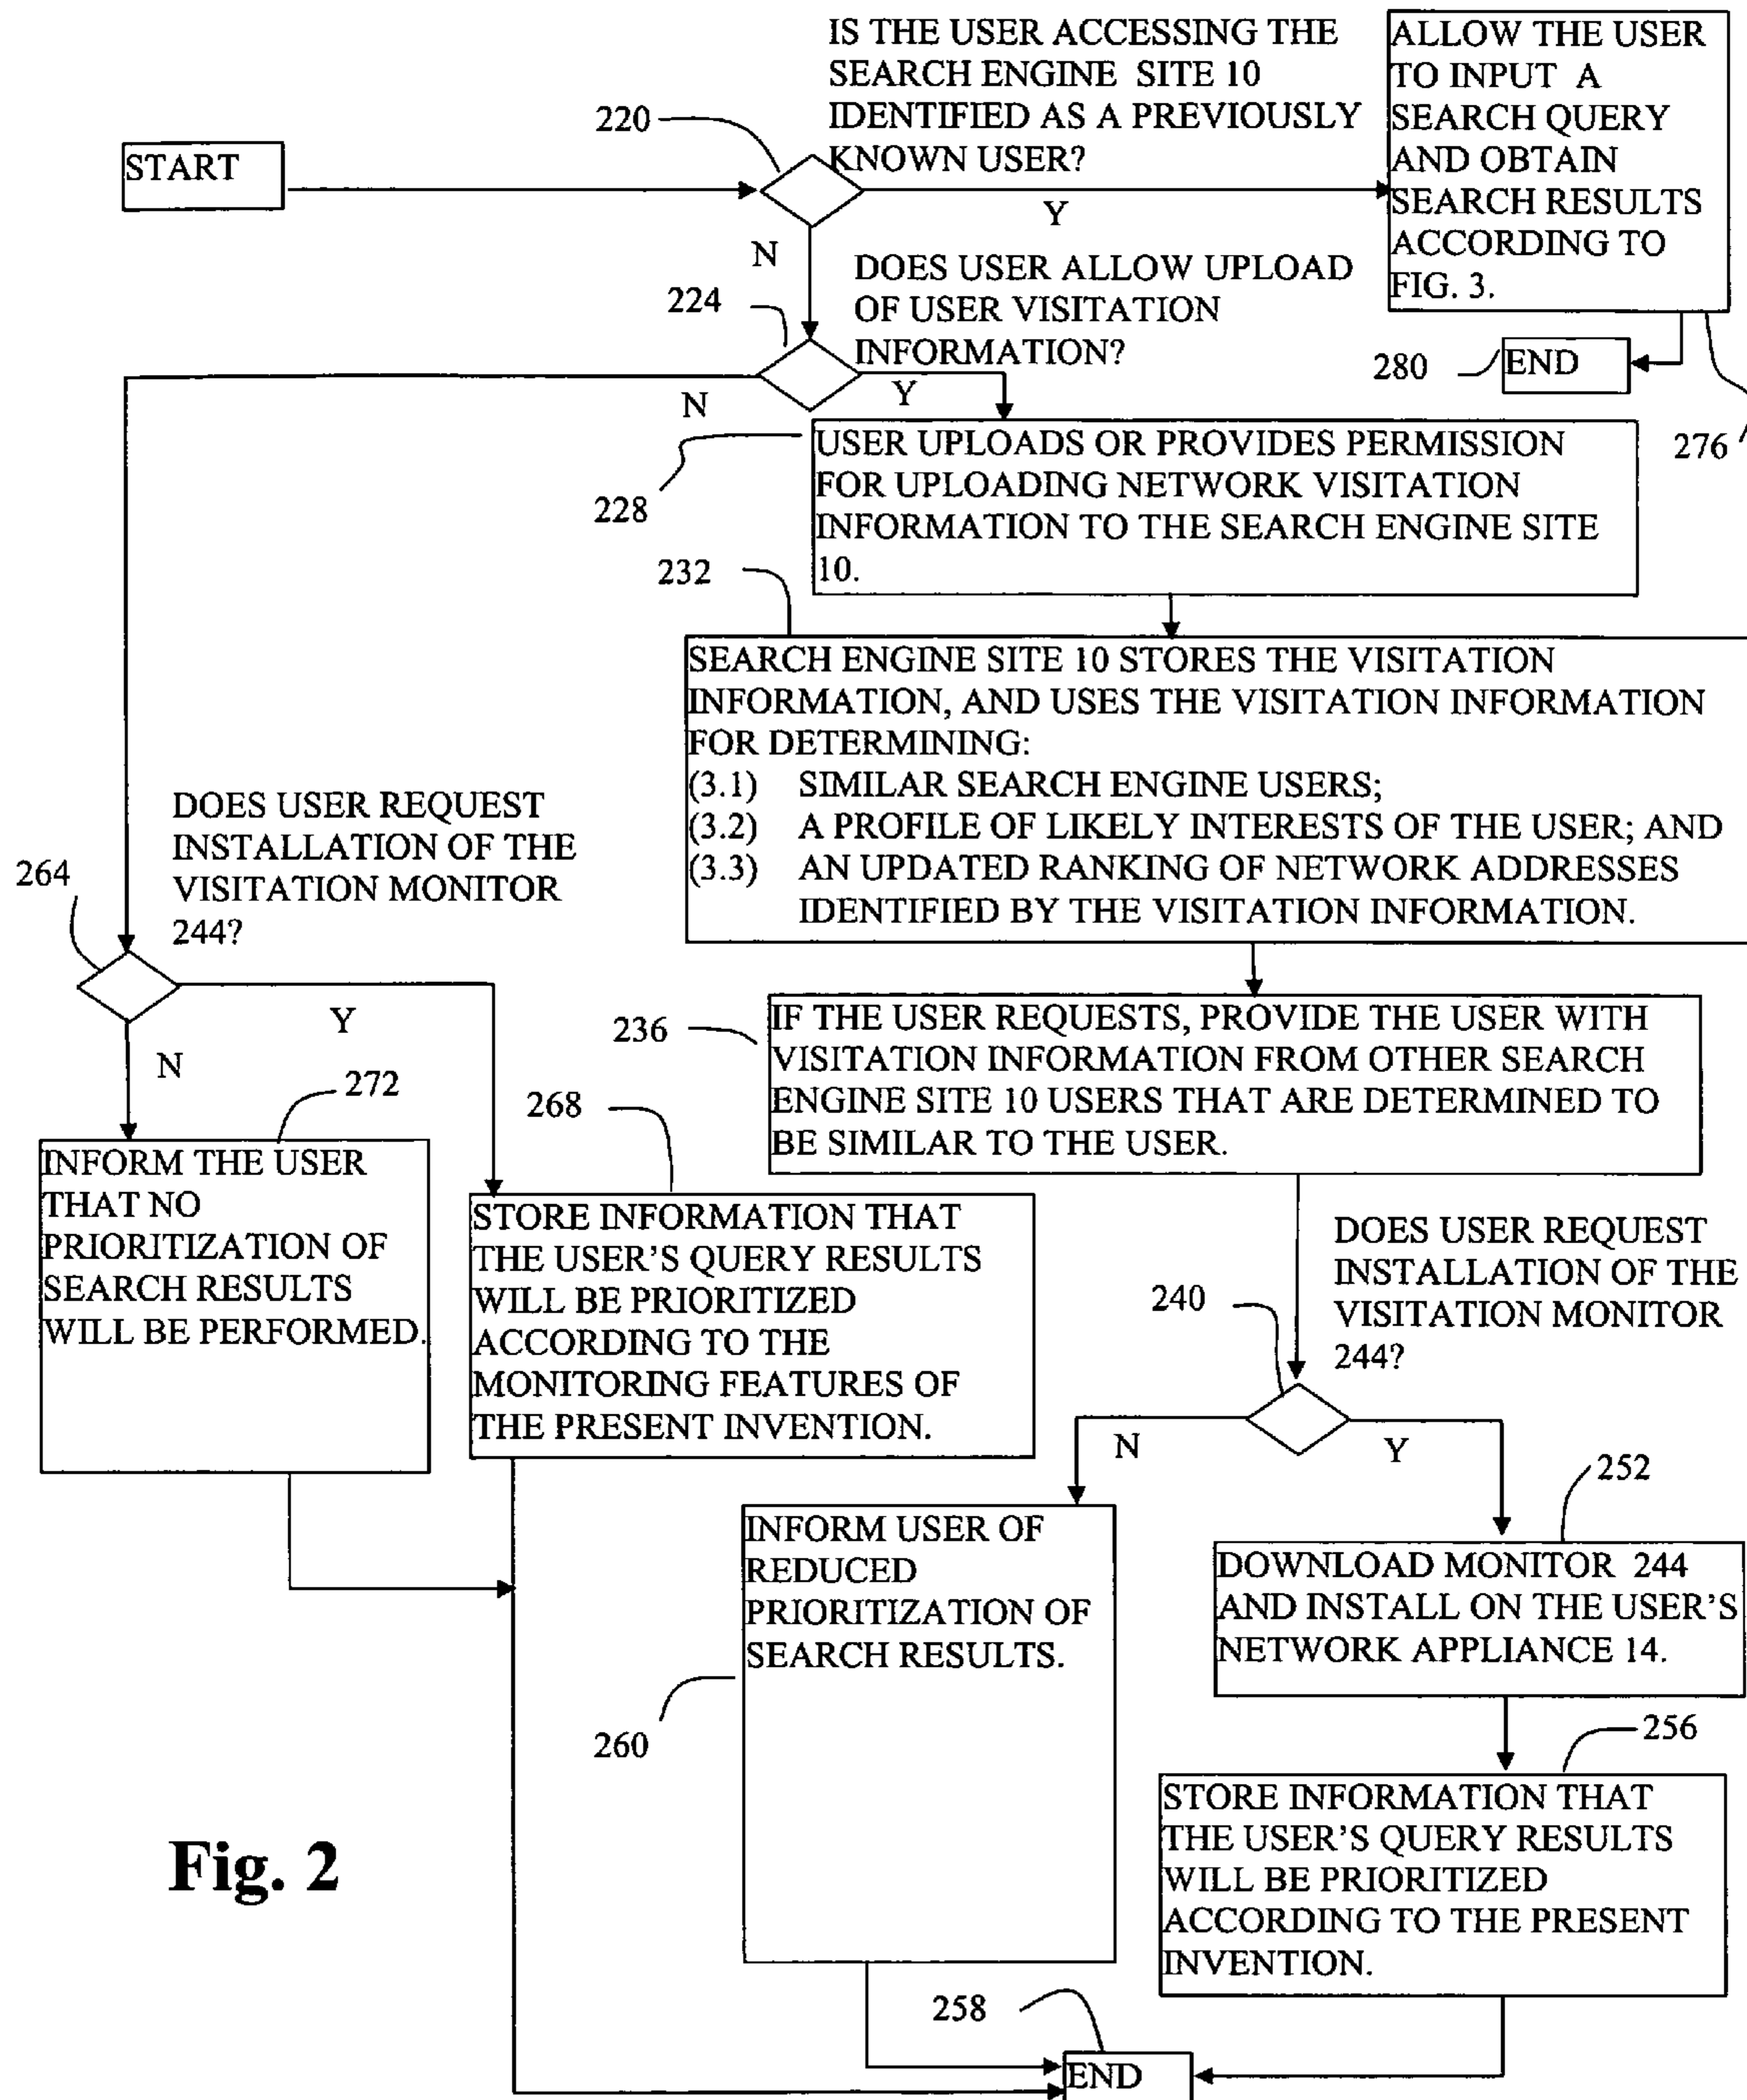 IS THE USER ACCESSING THE
SEARCH ENGINE SITE 10
IDENTIFIED AS A PREVIOUSLY
KNOWN USER?
ALLOW THE USER
TO INPUT A
SEARCH QUERY
AND OBTAIN
SEARCH RESULTS
ACCORDING TO
FIG. 3.
220
START
Y
N
DOES USER ALLOW UPLOAD
OF USER VISITATION
INFORMATION?
224
280
END
N
Y
276
USER UPLOADS OR PROVIDES PERMISSION
FOR UPLOADING NETWORK VISITATION
INFORMATION TO THE SEARCH ENGINE SITE
10.
228
232
SEARCH ENGINE SITE 10 STORES THE VISITATION
INFORMATION, AND USES THE VISITATION INFORMATION
FOR DETERMINING:
(3.1) SIMILAR SEARCH ENGINE USERS;
(3.2) A PROFILE OF LIKELY INTERESTS OF THE USER; AND
(3.3) AN UPDATED RANKING OF NETWORK ADDRESSES
IDENTIFIED BY THE VISITATION INFORMATION.
DOES USER REQUEST
INSTALLATION OF THE
VISITATION MONITOR
244?
264
Y
N
236
IF THE USER REQUESTS, PROVIDE THE USER WITH
VISITATION INFORMATION FROM OTHER SEARCH
ENGINE SITE 10 USERS THAT ARE DETERMINED TO
BE SIMILAR TO THE USER.
272
268
INFORM THE USER
THAT NO
PRIORITIZATION OF
SEARCH RESULTS
WILL BE PERFORMED.
STORE INFORMATION THAT
THE USER'S QUERY RESULTS
WILL BE PRIORITIZED
ACCORDING TO THE
MONITORING FEATURES OF
THE PRESENT INVENTION.
DOES USER REQUEST
INSTALLATION OF THE
VISITATION MONITOR
244?
240
N
Y
252
INFORM USER OF
REDUCED
PRIORITIZATION OF
SEARCH RESULTS.
260
DOWNLOAD MONITOR 244
AND INSTALL ON THE USER'S
NETWORK APPLIANCE 14.
256
STORE INFORMATION THAT
THE USER'S QUERY RESULTS
WILL BE PRIORITIZED
ACCORDING TO THE PRESENT
INVENTION.
Fig. 2
258
END